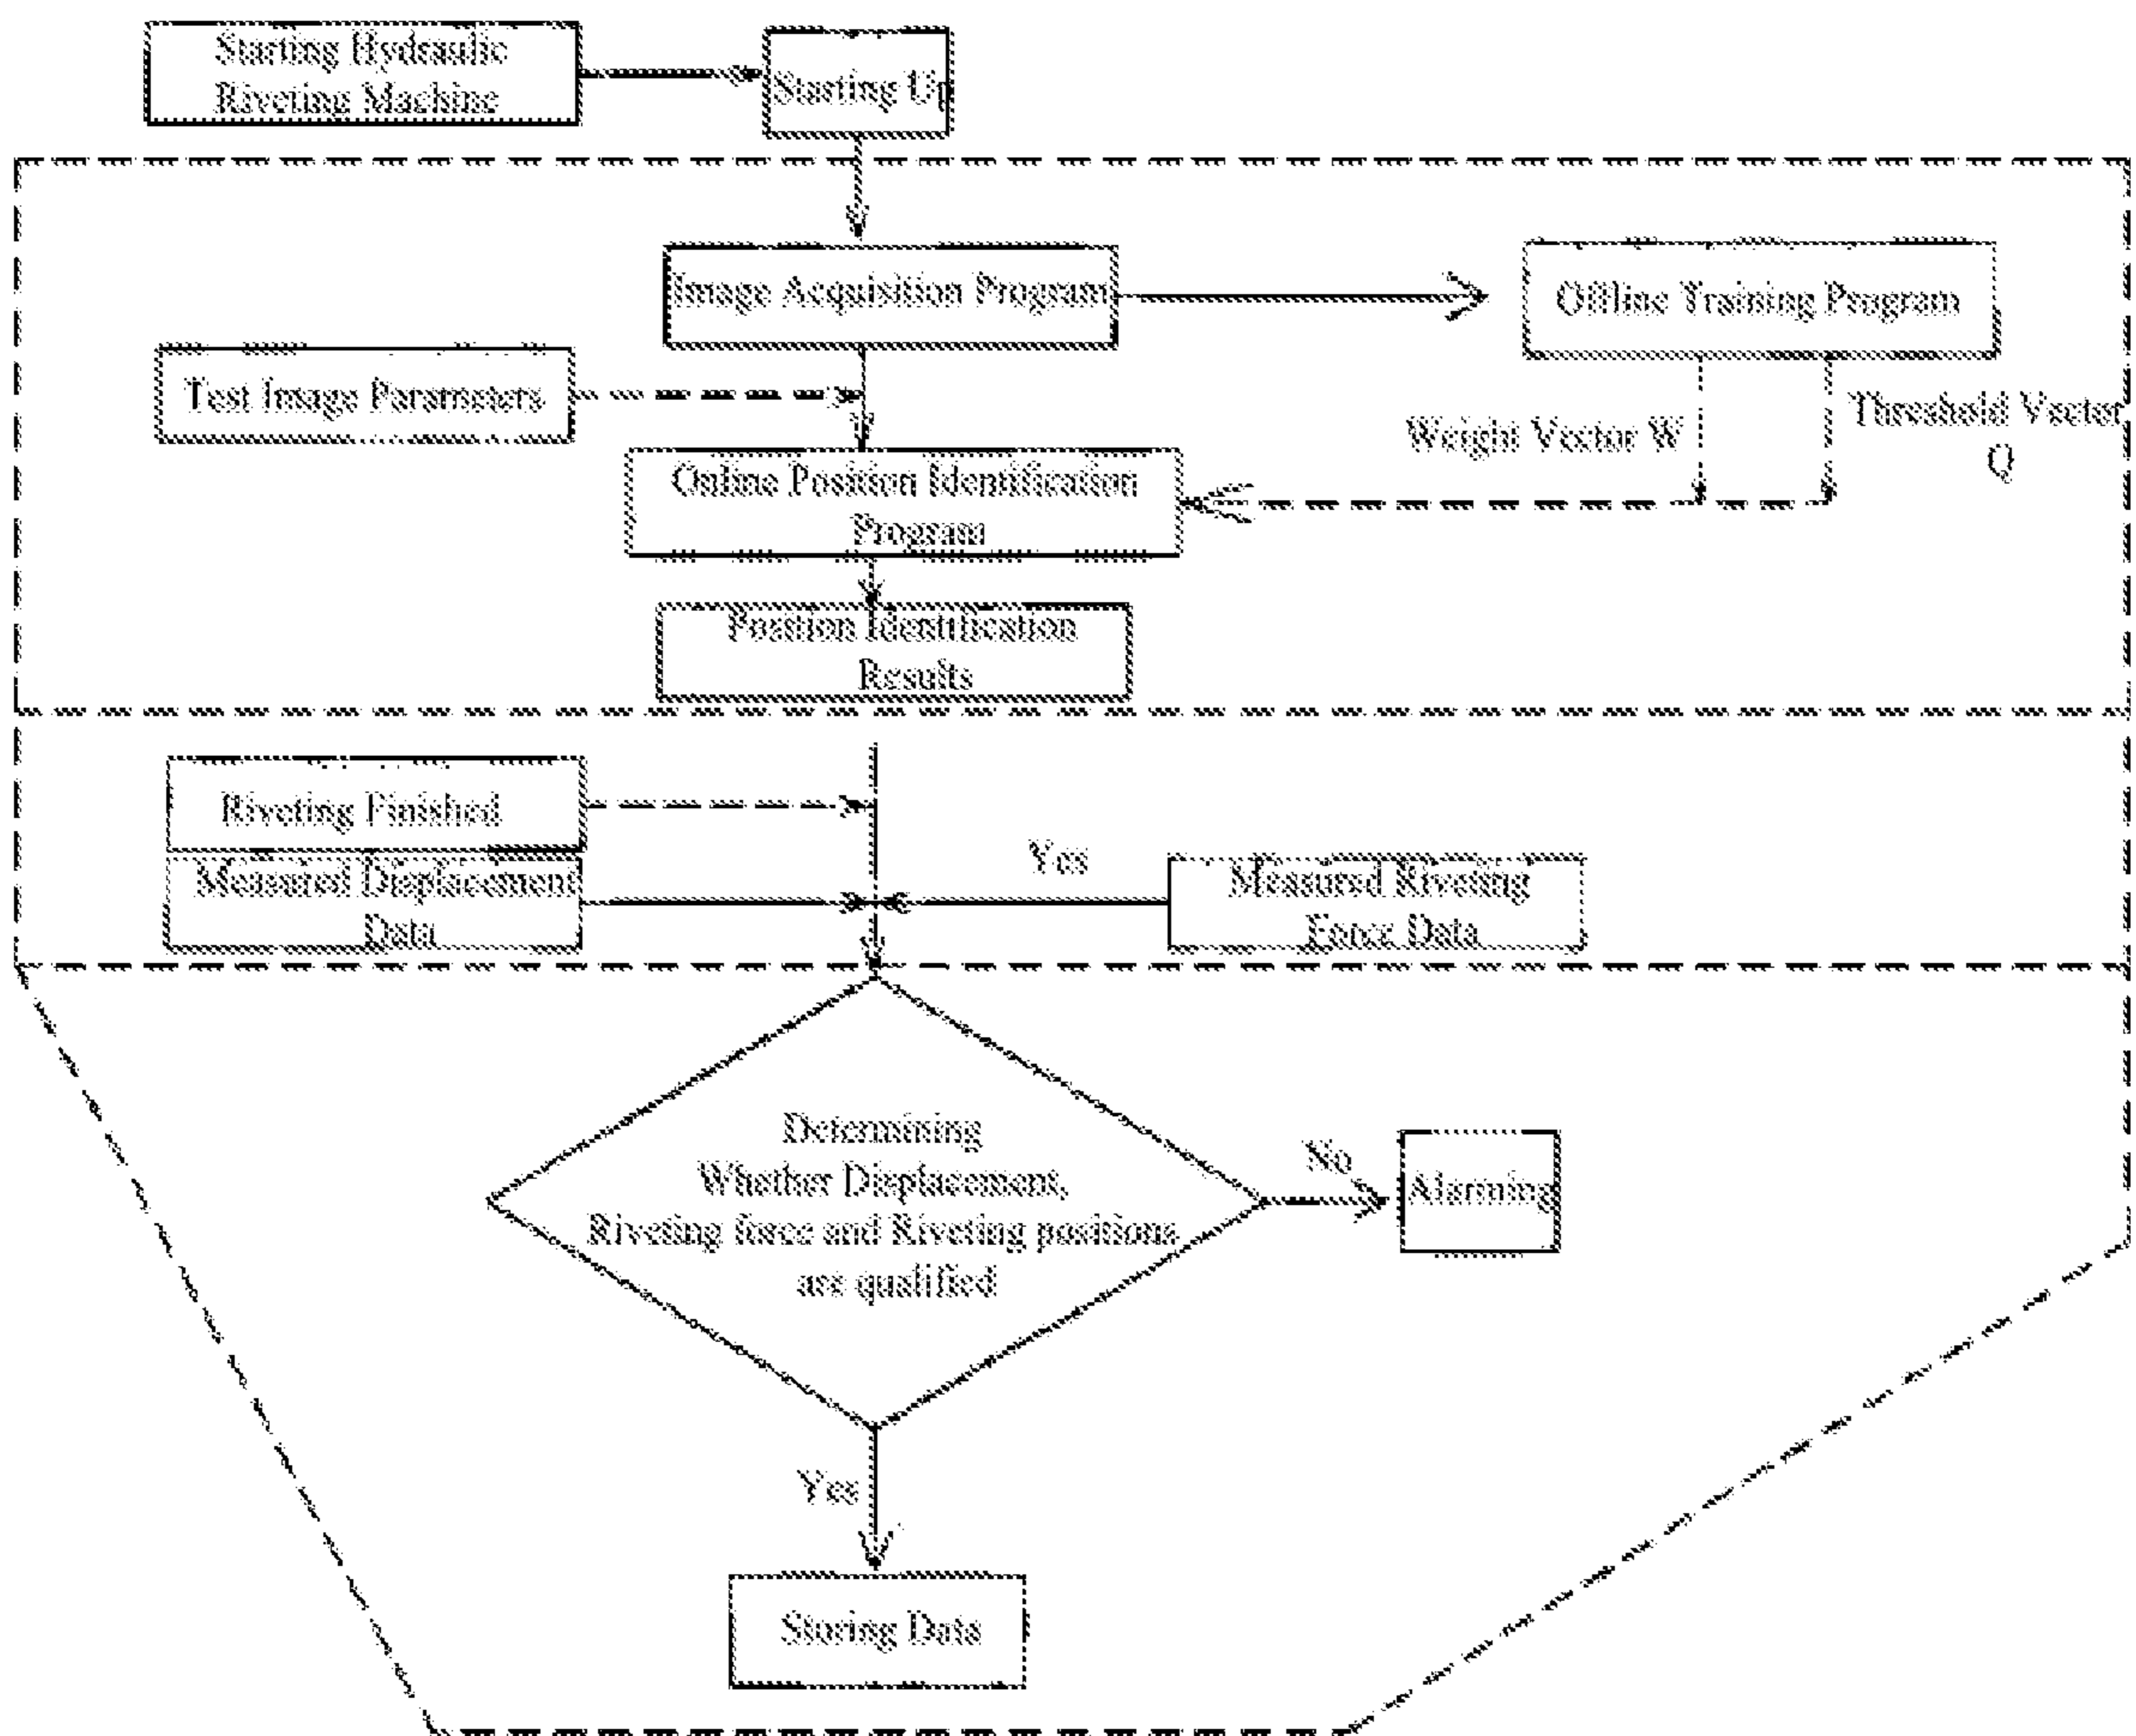 Starting Hydraulic
Riveting Machine
Starting Up
Image Acquisition Program
Offline Training Program
Test Image Parameters
Weight Vector W
Threshold Vector
Q
Online Position Identification
Program
Position Identification
Results
Riveting Finished
Yes
Measured Displacement
Data
Measured Riveting
Force Data
Determining
Whether Displacement,
Riveting force and Riveting positions
are qualified
No
Alarming
Yes
Storing Data